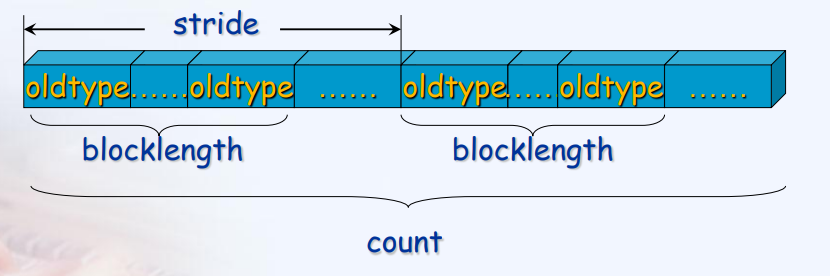 stride
oldtype......oldtype ...... oldtype......oldtype ......
blocklength blocklength
count